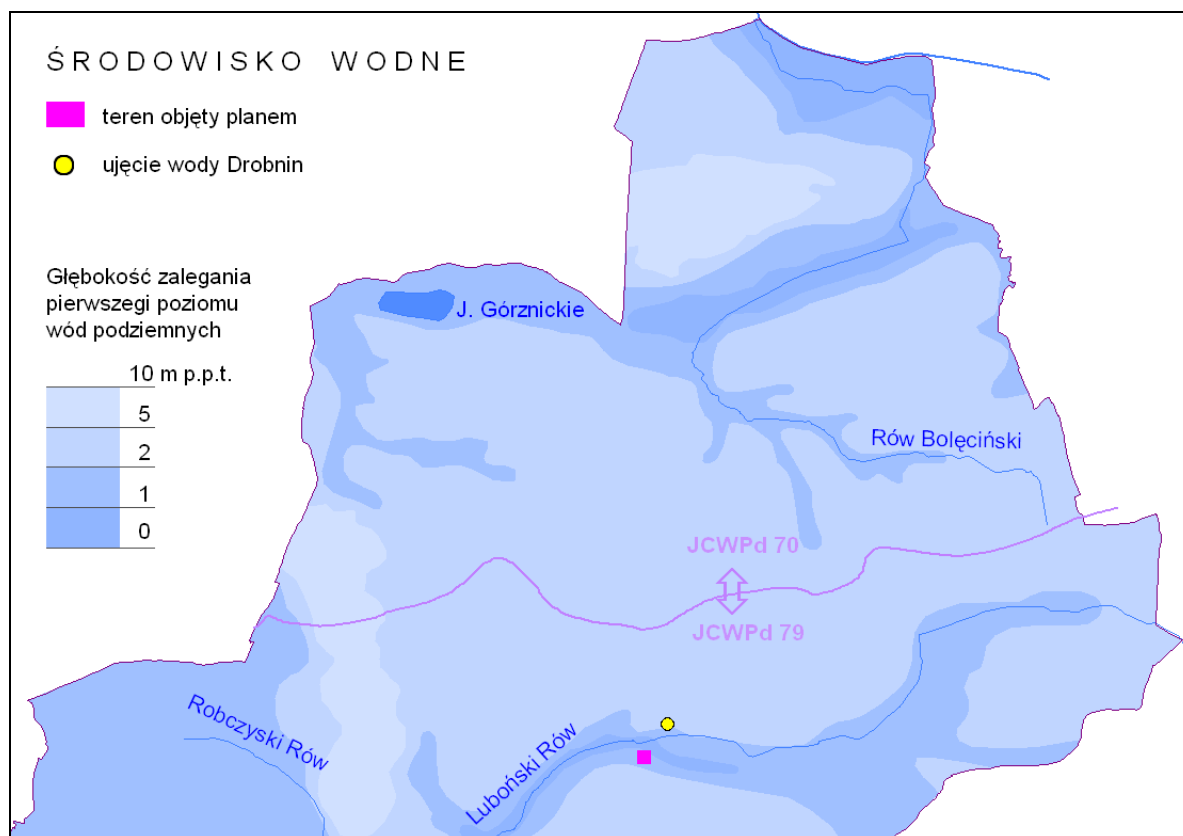 ŚRODOWISKO WODNE
teren objęty planem
ujęcie wody Drobnin
Głębokość zalegania
pierwszegi poziomu
wód podziemnych
10 m p.p.t.
5
2
1
0
J. Górznickie
Rów Bolęciński
JCWPd 70
JCWPd 79
Robczyski Rów
Luboński Rów